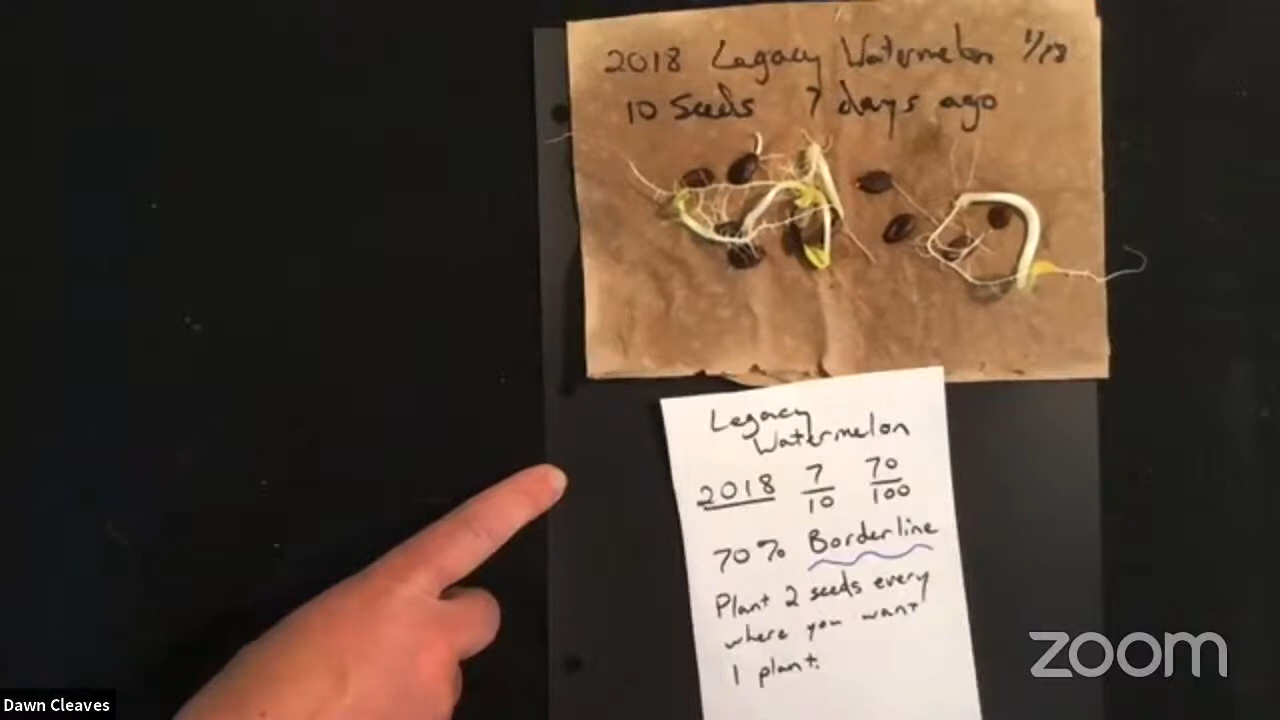 2018 Legacy Watermelon 1/18
10 Seeds 7 days ago
Legacy
Watermelon
2018 7/10 70/100
70% Borderline
Plant 2 seeds every
where you want
1 plant.
zoom
Dawn Cleaves